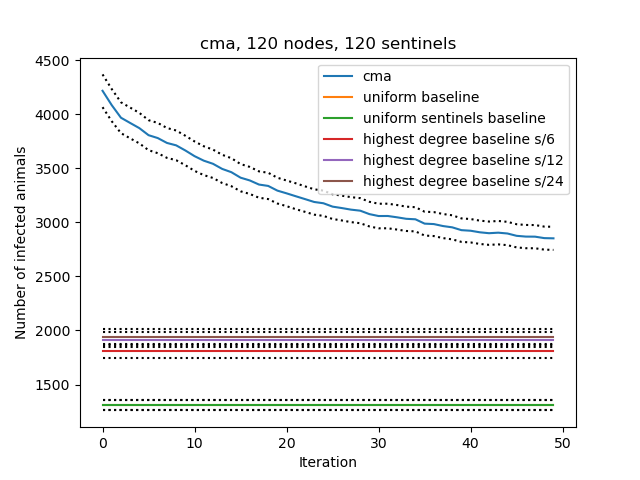 cma, 120 nodes, 120 sentinels
4500
4000
3500
3000
2000
1500
Number of infected animals
cma
uniform baseline
uniform sentinels baseline
highest degree baseline s/6
highest degree baseline s/12
highest degree baseline s/24
0 10 20 30 40 50
Iteration